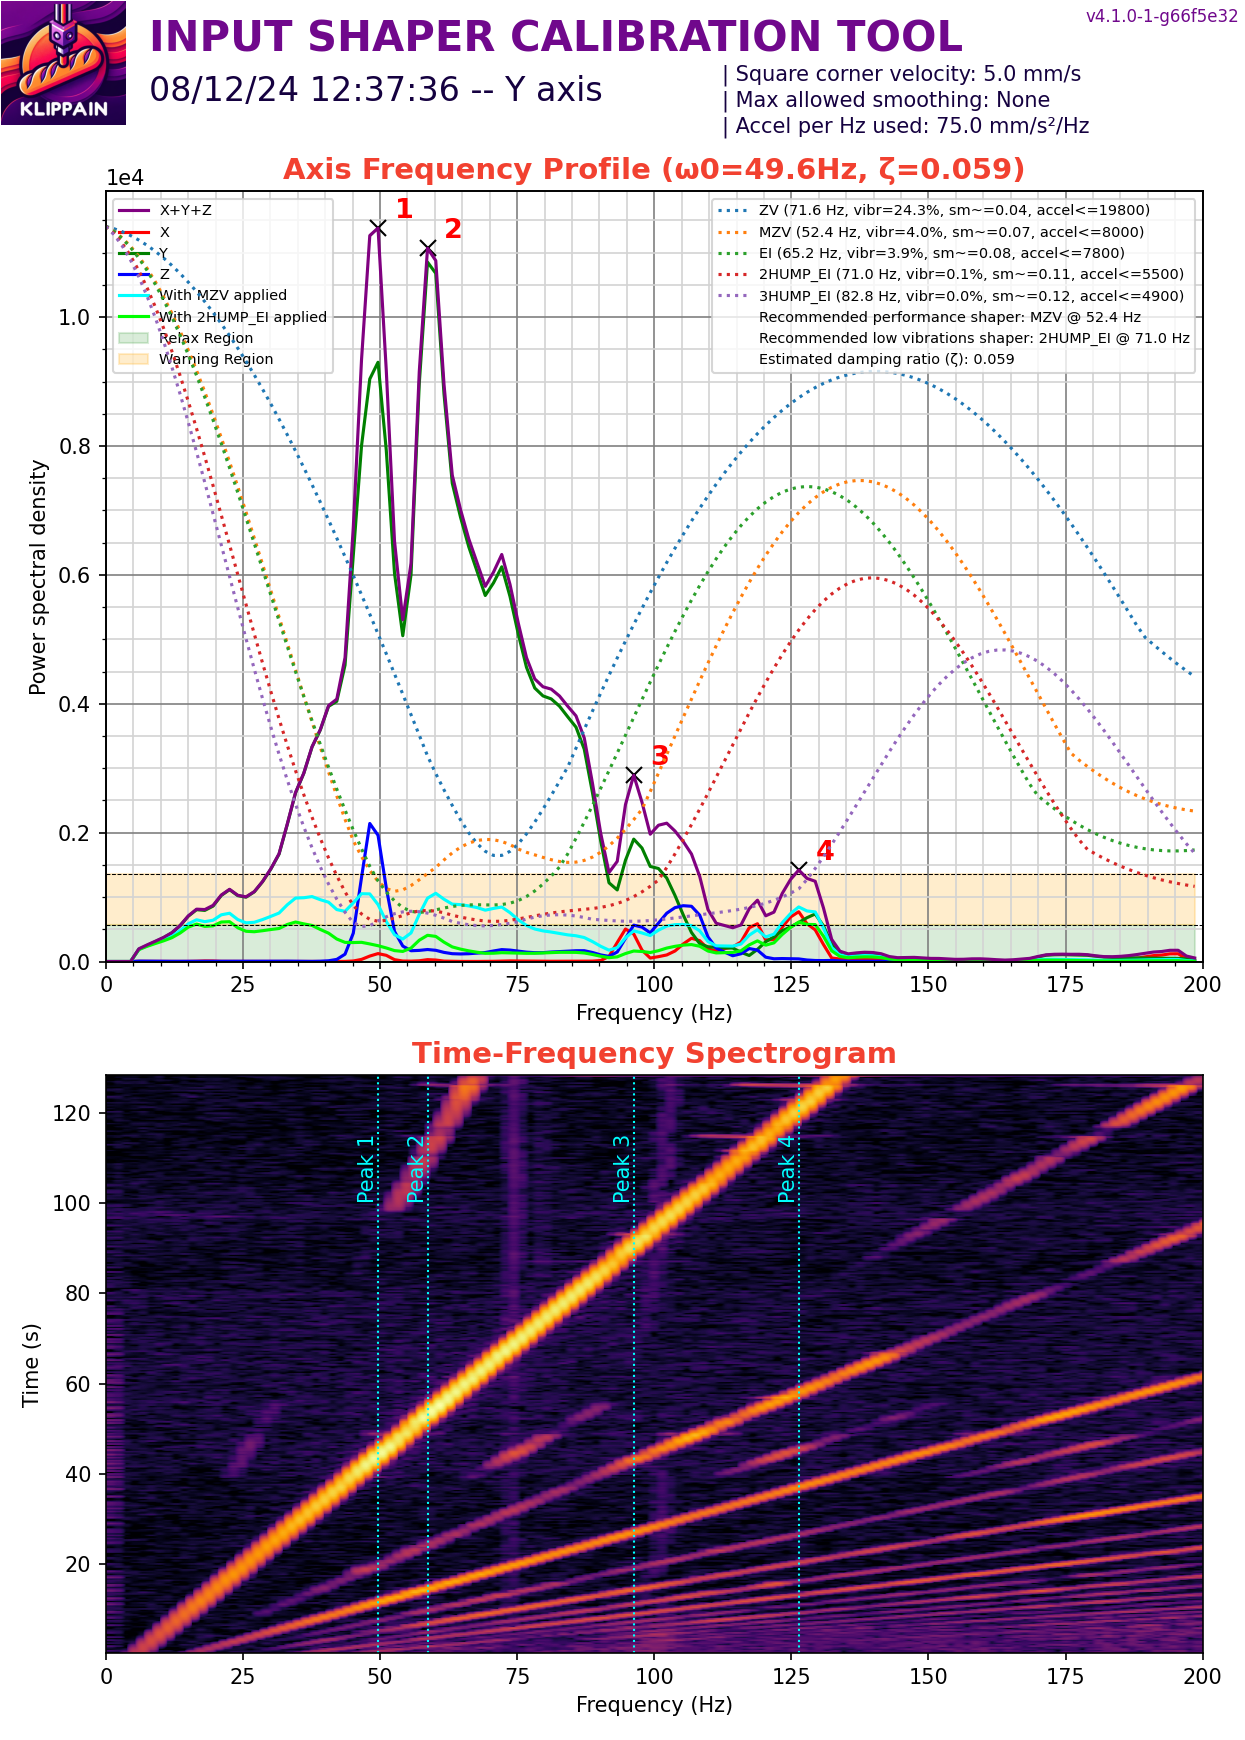 v4.1.0-1-g66f5e32
INPUT SHAPER CALIBRATION TOOL
08/12/24 12:37:36 -- Y axis
| Square corner velocity: 5.0 mm/s
| Max allowed smoothing: None
| Accel per Hz used: 75.0 mm/s²/Hz
KLIPPAIN
Axis Frequency Profile (ω0=49.6Hz, ζ=0.059)
1e4
X+Y+Z
X
Y
Z
With MZV applied
With 2HUMP_EI applied
Relax Region
Warning Region
ZV (71.6 Hz, vibr=24.3%, sm~=0.04, accel<=19800)
MZV (52.4 Hz, vibr=4.0%, sm~=0.07, accel<=8000)
EI (65.2 Hz, vibr=3.9%, sm~=0.08, accel<=7800)
2HUMP_EI (71.0 Hz, vibr=0.1%, sm~=0.11, accel<=5500)
3HUMP_EI (82.8 Hz, vibr=0.0%, sm~=0.12, accel<=4900)
Recommended performance shaper: MZV @ 52.4 Hz
Recommended low vibrations shaper: 2HUMP_EI @ 71.0 Hz
Estimated damping ratio (ζ): 0.059
1
2
3
4
Power spectral density
1.0
0.8
0.6
0.4
0.2
0.0
0 25 50 75 100 125 150 175 200
Frequency (Hz)
Time-Frequency Spectrogram
Peak 1
Peak 2
Peak 3
Peak 4
Time (s)
120
100
80
60
40
20
0 25 50 75 100 125 150 175 200
Frequency (Hz)